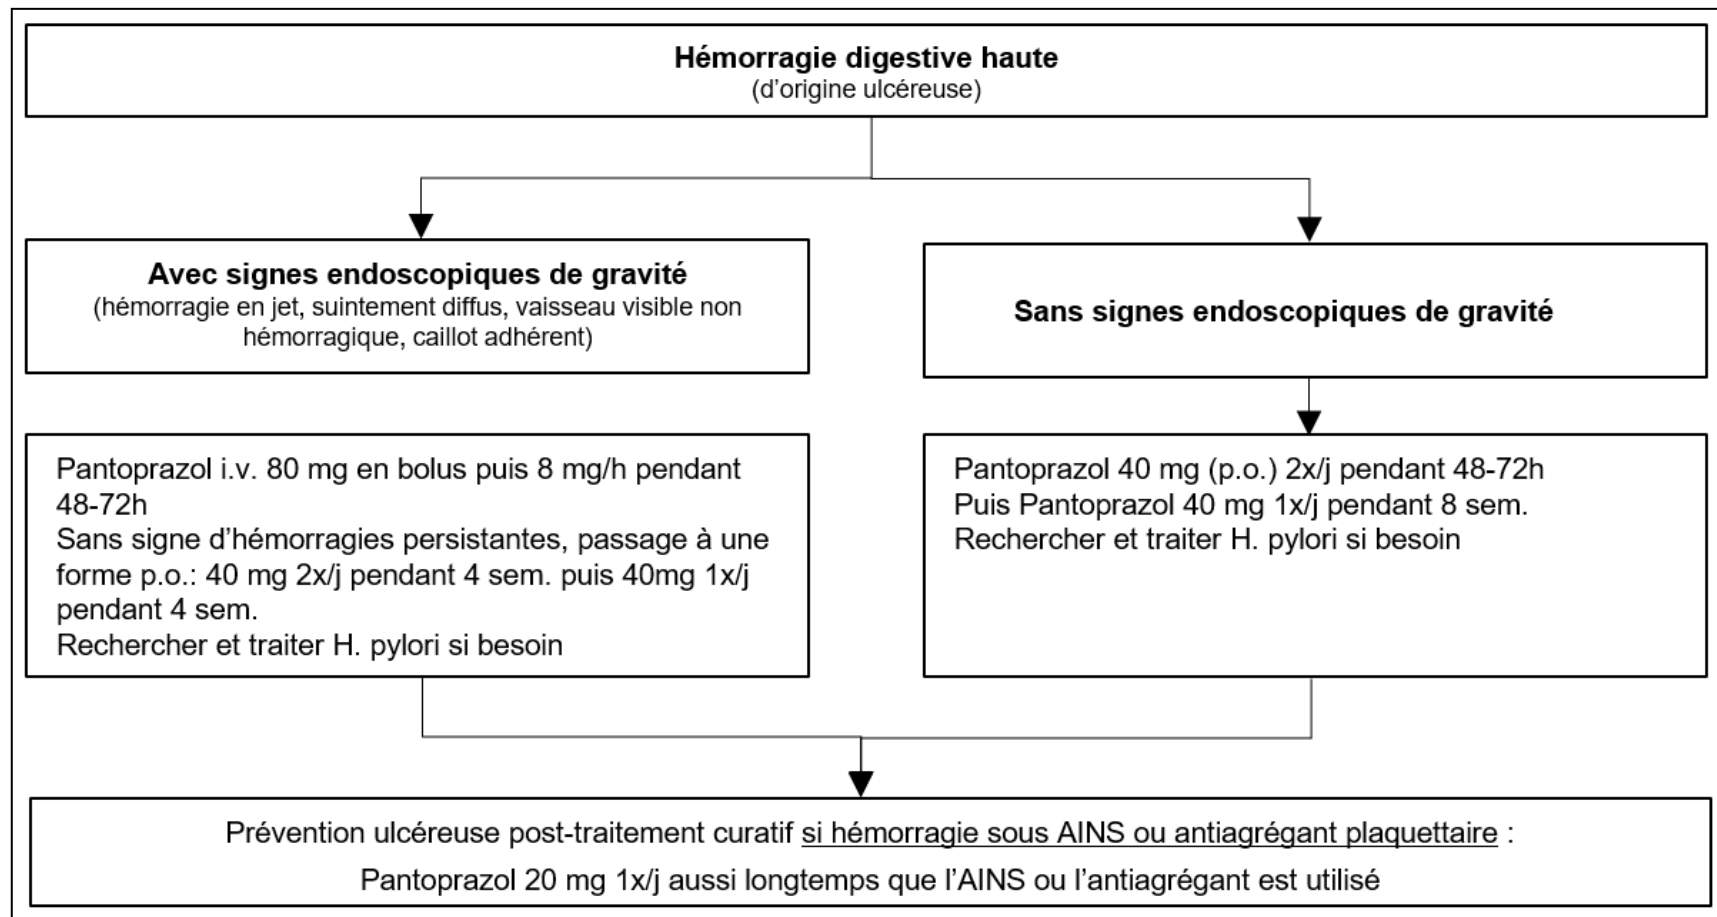 Hémorragie digestive haute
(d'origine ulcéreuse)
Avec signes endoscopiques de gravité
(hémorragie en jet, suintement diffus, vaisseau visible non
hémorragique, caillot adhérent)
Sans signes endoscopiques de gravité
Pantoprazol i.v. 80 mg en bolus puis 8 mg/h pendant
48-72h
Sans signe d'hémorragies persistantes, passage à une
forme p.o.: 40 mg 2x/j pendant 4 sem. puis 40mg 1x/j
pendant 4 sem.
Rechercher et traiter H. pylori si besoin
Pantoprazol 40 mg (p.o.) 2x/j pendant 48-72h
Puis Pantoprazol 40 mg 1x/j pendant 8 sem.
Rechercher et traiter H. pylori si besoin
Prévention ulcéreuse post-traitement curatif si hémorragie sous AINS ou antiagrégant plaquettaire :
Pantoprazol 20 mg 1x/j aussi longtemps que l'AINS ou l'antiagrégant est utilisé